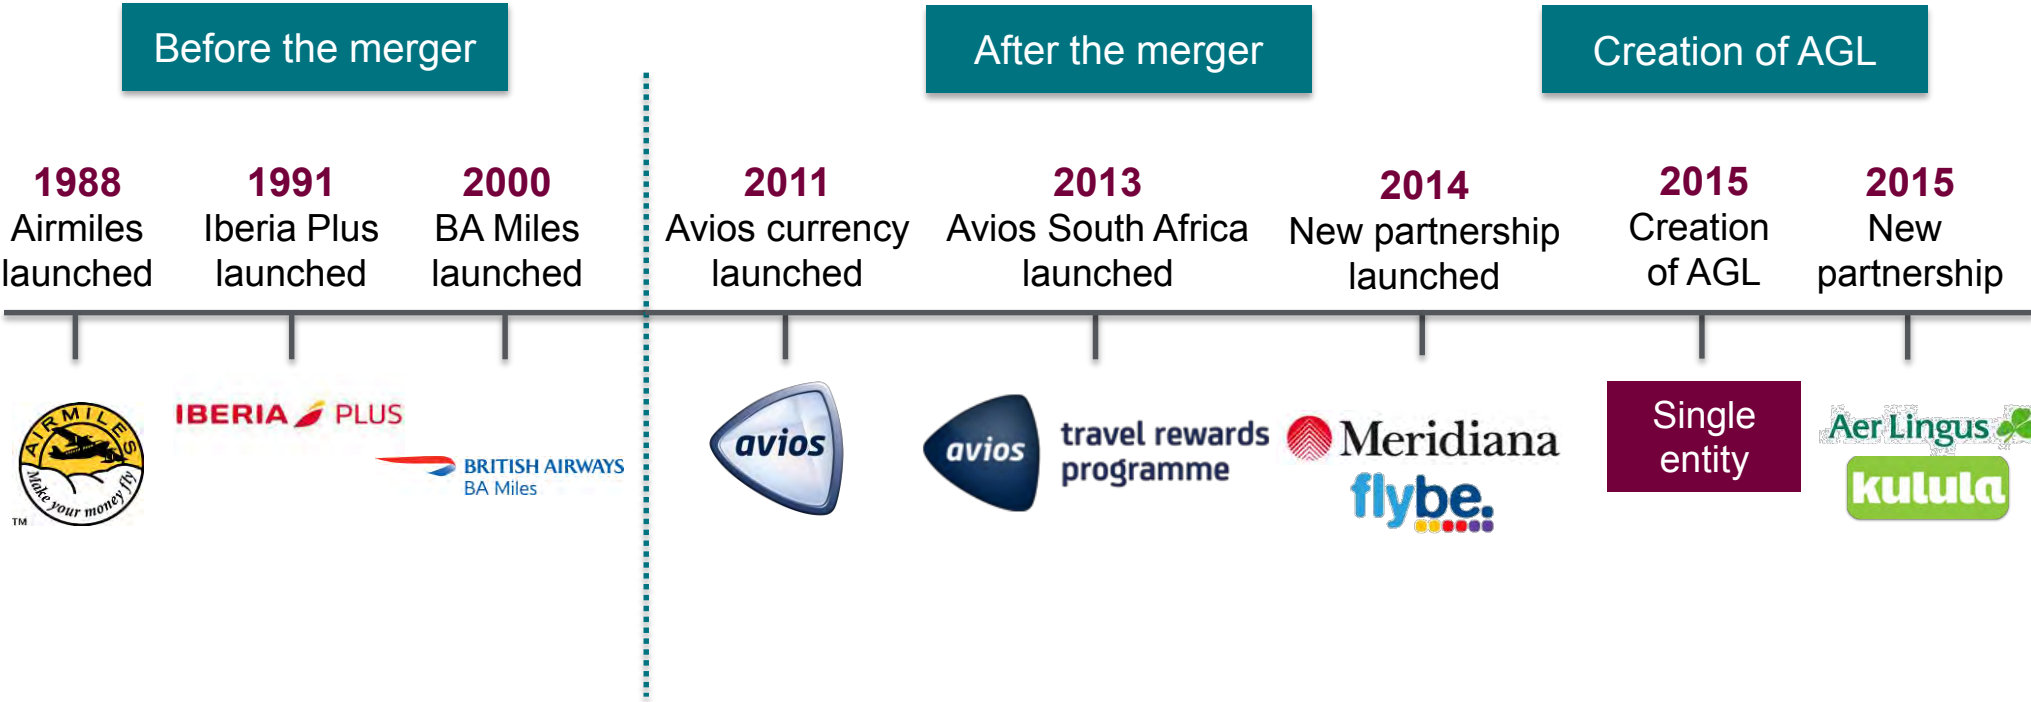 Before the merger
After the merger
Creation of AGL
1988
Airmiles
launched
1991
Iberia Plus
launched
2000
BA Miles
launched
2011
Avios currency
launched
2013
Avios South Africa
launched
2014
New partnership
launched
2015
Creation
of AGL
2015
New
partnership
AIRMILES
Make your money fly
TM
IBERIA PLUS
BRITISH AIRWAYS
BA Miles
avios
avios
travel rewards
programme
Meridiana
flybe.
Single
entity
Aer Lingus
kulula